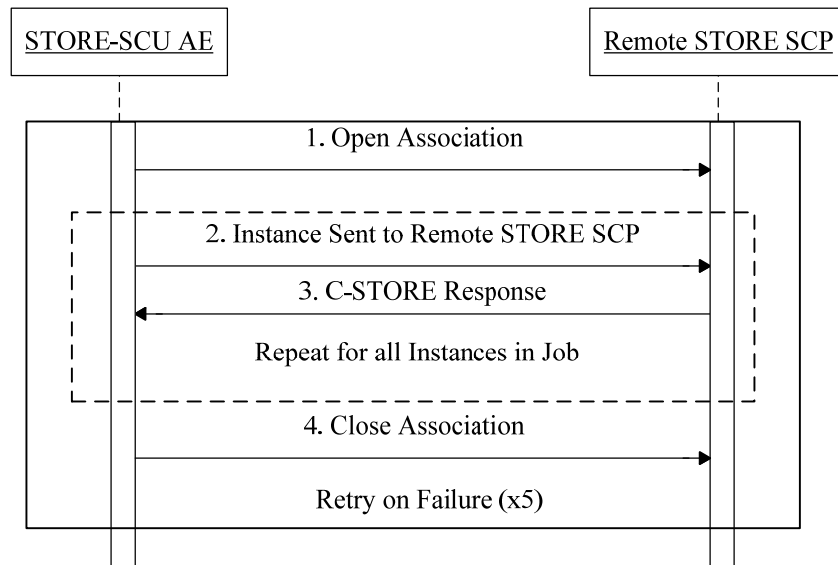 STORE-SCU AE
Remote STORE SCP
1. Open Association
2. Instance Sent to Remote STORE SCP
3. C-STORE Response
Repeat for all Instances in Job
4. Close Association
Retry on Failure (x5)